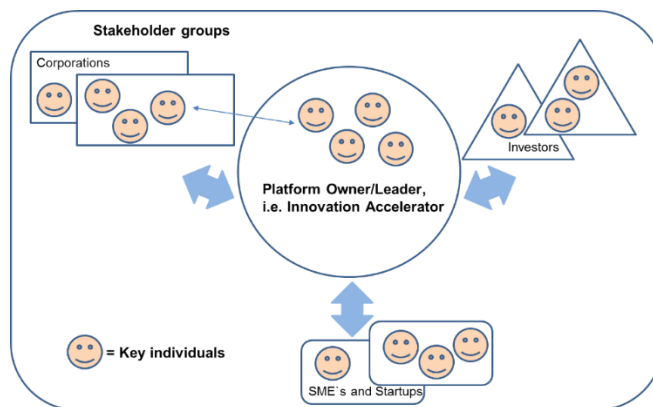 Stakeholder groups
Corporations
Investors
Platform Owner/Leader,
i.e. Innovation Accelerator
= Key individuals
SME´s and Startups